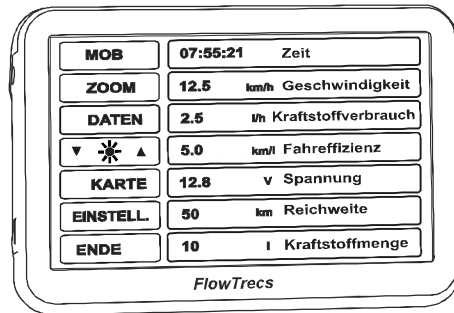 MOB 07:55:21 Zeit
ZOOM 12.5 km/h Geschwindigkeit
DATEN 2.5 l/h Kraftstoffverbrauch
▼ ☀ ▲ 5.0 km/l Fahreffizienz
KARTE 12.8 V Spannung
EINSTELL. 50 km Reichweite
ENDE 10 l Kraftstoffmenge
FlowTrecs